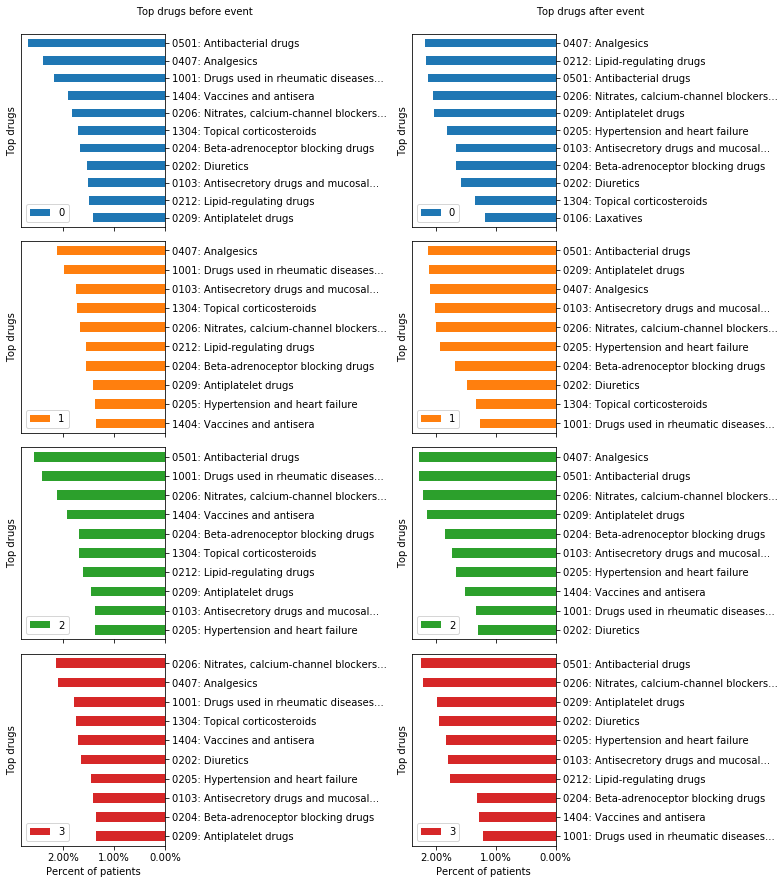 Top drugs before event
0501: Antibacterial drugs
0407: Analgesics
1001: Drugs used in rheumatic diseases...
1404: Vaccines and antisera
0206: Nitrates, calcium-channel blockers...
1304: Topical corticosteroids
0204: Beta-adrenoceptor blocking drugs
0202: Diuretics
0103: Antisecretory drugs and mucosal...
0212: Lipid-regulating drugs
0209: Antiplatelet drugs
Top drugs
0
0407: Analgesics
1001: Drugs used in rheumatic diseases...
0103: Antisecretory drugs and mucosal...
1304: Topical corticosteroids
0206: Nitrates, calcium-channel blockers...
0212: Lipid-regulating drugs
0204: Beta-adrenoceptor blocking drugs
0209: Antiplatelet drugs
0205: Hypertension and heart failure
1404: Vaccines and antisera
Top drugs
1
0501: Antibacterial drugs
1001: Drugs used in rheumatic diseases...
0206: Nitrates, calcium-channel blockers...
1404: Vaccines and antisera
0204: Beta-adrenoceptor blocking drugs
1304: Topical corticosteroids
0212: Lipid-regulating drugs
0209: Antiplatelet drugs
0103: Antisecretory drugs and mucosal...
0205: Hypertension and heart failure
Top drugs
2
0206: Nitrates, calcium-channel blockers...
0407: Analgesics
1001: Drugs used in rheumatic diseases...
1304: Topical corticosteroids
1404: Vaccines and antisera
0202: Diuretics
0205: Hypertension and heart failure
0103: Antisecretory drugs and mucosal...
0204: Beta-adrenoceptor blocking drugs
0209: Antiplatelet drugs
Top drugs
3
2.00% 1.00% 0.00%
Percent of patients
Top drugs after event
0407: Analgesics
0212: Lipid-regulating drugs
0501: Antibacterial drugs
0206: Nitrates, calcium-channel blockers...
0209: Antiplatelet drugs
0205: Hypertension and heart failure
0103: Antisecretory drugs and mucosal...
0204: Beta-adrenoceptor blocking drugs
0202: Diuretics
1304: Topical corticosteroids
0106: Laxatives
Top drugs
0
0501: Antibacterial drugs
0209: Antiplatelet drugs
0407: Analgesics
0103: Antisecretory drugs and mucosal...
0206: Nitrates, calcium-channel blockers...
0205: Hypertension and heart failure
0204: Beta-adrenoceptor blocking drugs
0202: Diuretics
1304: Topical corticosteroids
1001: Drugs used in rheumatic diseases...
Top drugs
1
0407: Analgesics
0501: Antibacterial drugs
0206: Nitrates, calcium-channel blockers...
0209: Antiplatelet drugs
0204: Beta-adrenoceptor blocking drugs
0103: Antisecretory drugs and mucosal...
0205: Hypertension and heart failure
1404: Vaccines and antisera
1001: Drugs used in rheumatic diseases...
0202: Diuretics
Top drugs
2
0501: Antibacterial drugs
0206: Nitrates, calcium-channel blockers...
0209: Antiplatelet drugs
0202: Diuretics
0205: Hypertension and heart failure
0103: Antisecretory drugs and mucosal...
0212: Lipid-regulating drugs
0204: Beta-adrenoceptor blocking drugs
1404: Vaccines and antisera
1001: Drugs used in rheumatic diseases...
Top drugs
3
2.00% 1.00% 0.00%
Percent of patients